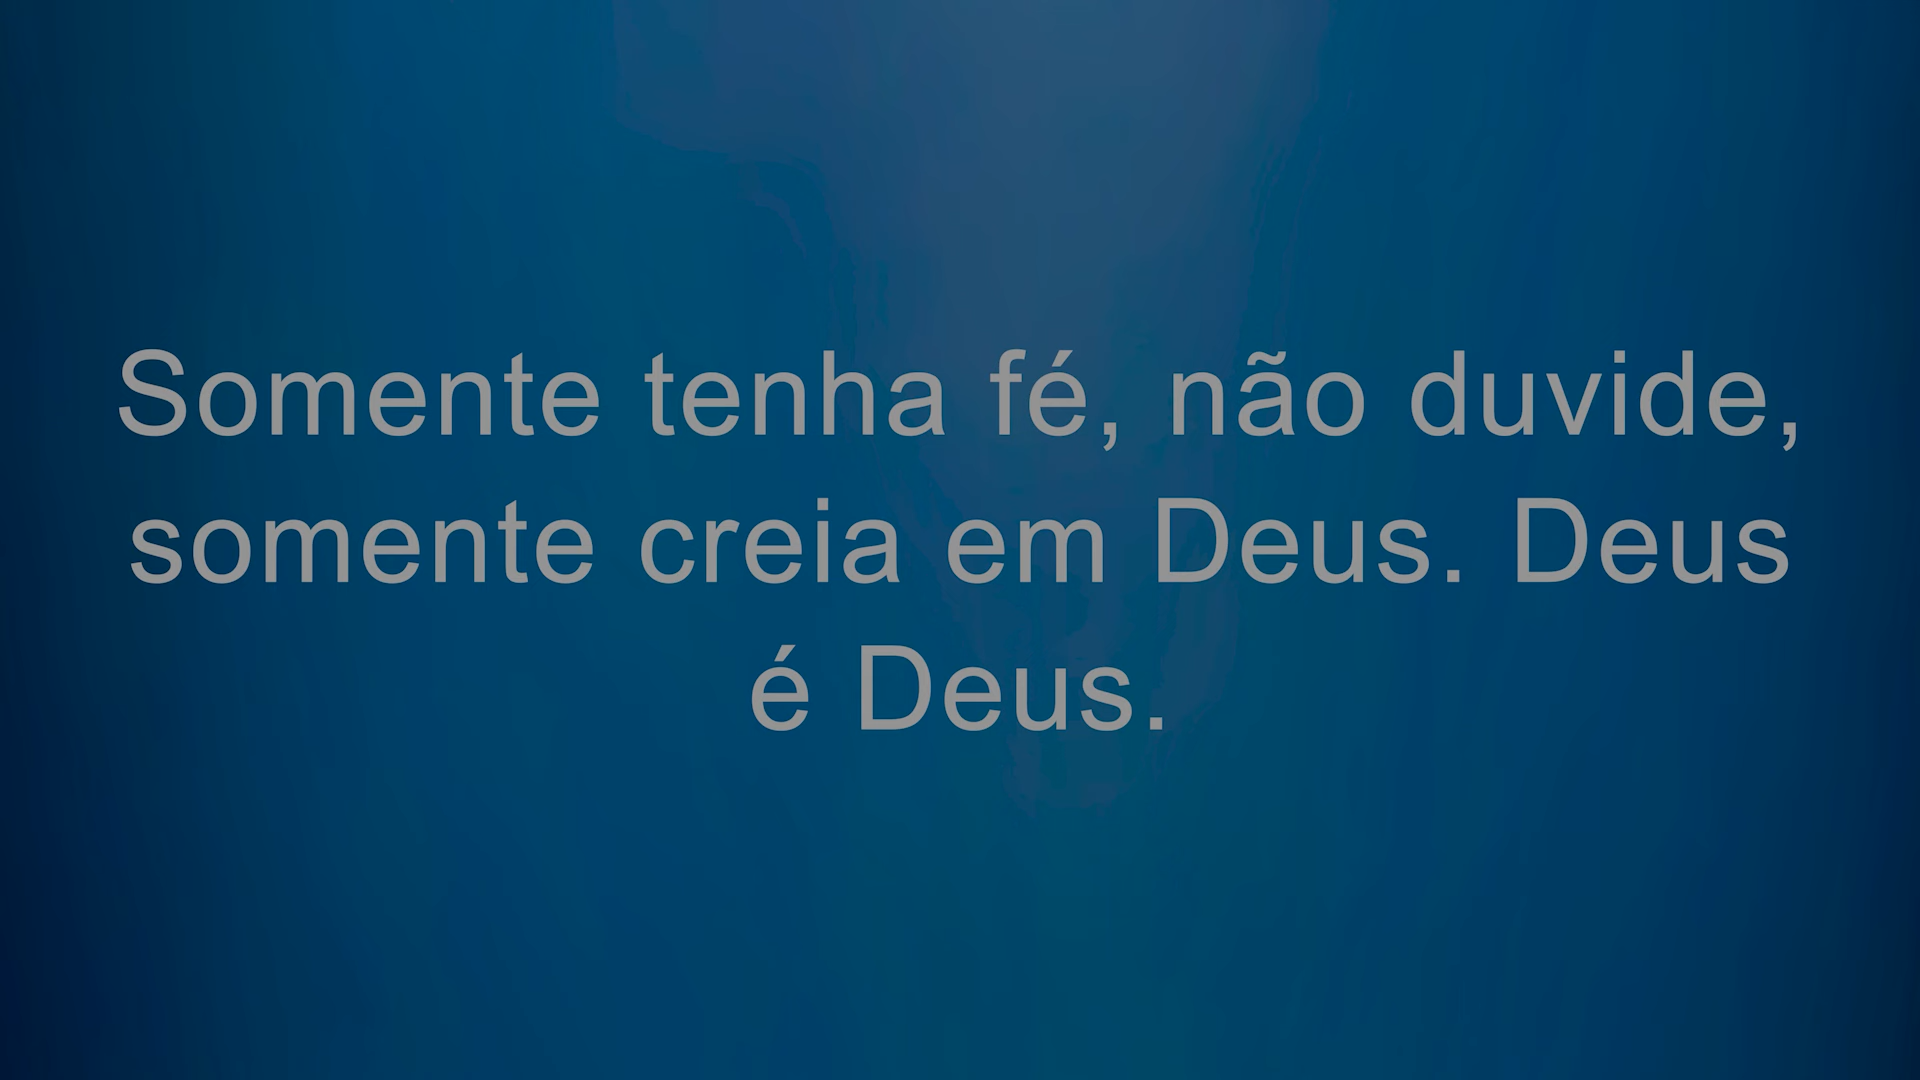 Somente tenha fé, não duvide,
somente creia em Deus. Deus
é Deus.